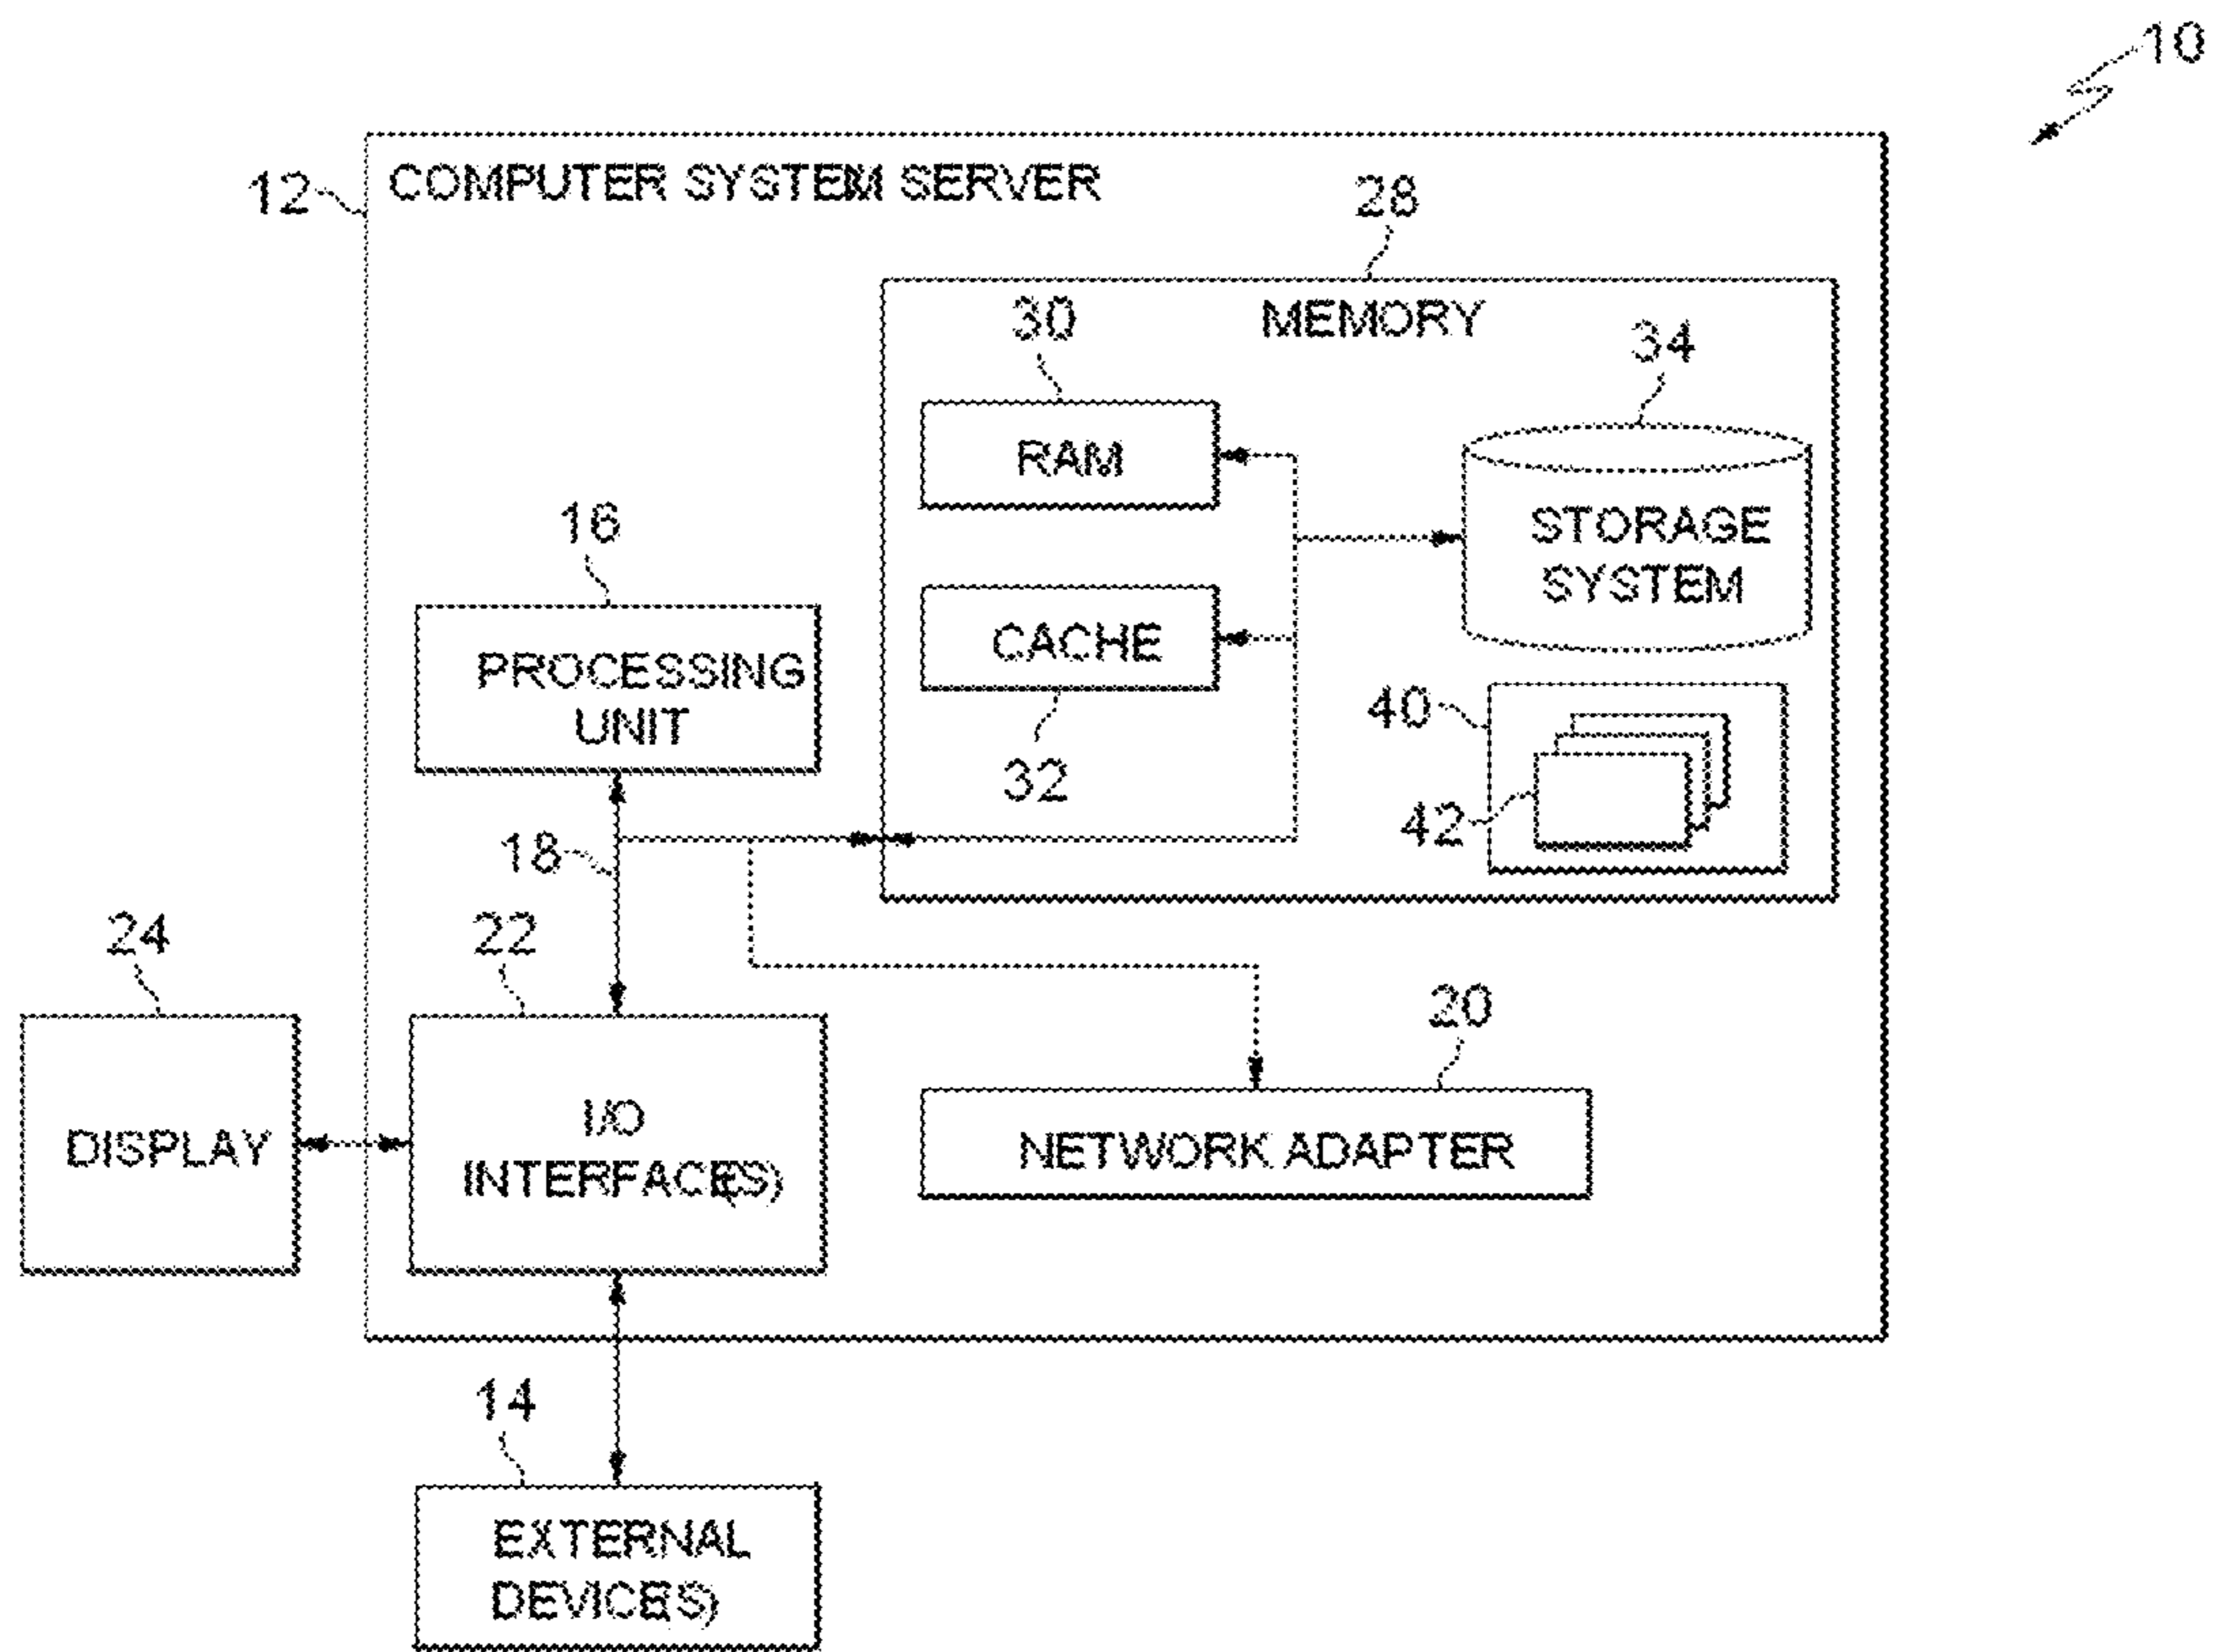 10
12
COMPUTER SYSTEM SERVER
28
MEMORY
30
34
RAM
STORAGE
SYSTEM
16
PROCESSING
UNIT
CACHE
32
40
42
18
24
22
20
DISPLAY
I/O
INTERFACE(S)
NETWORK ADAPTER
14
EXTERNAL
DEVICE(S)